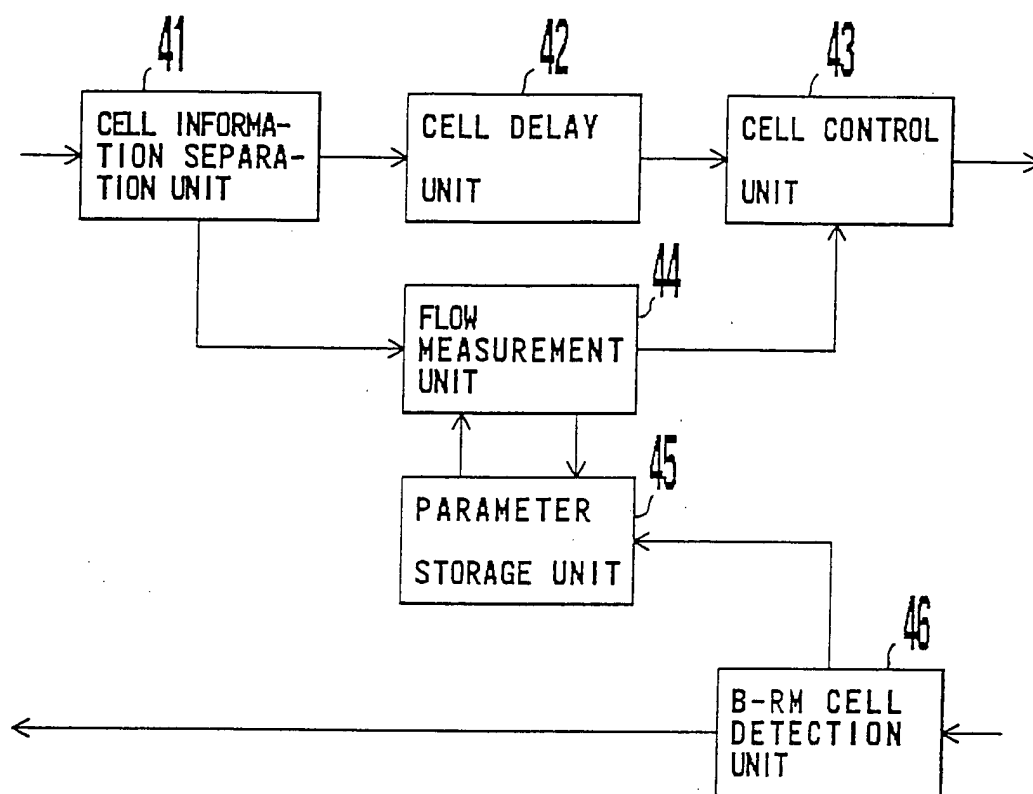 41
42
43
CELL INFORMA-
TION SEPARA-
TION UNIT
CELL DELAY
UNIT
CELL CONTROL
UNIT
44
FLOW
MEASUREMENT
UNIT
45
PARAMETER
STORAGE UNIT
46
B-RM CELL
DETECTION
UNIT